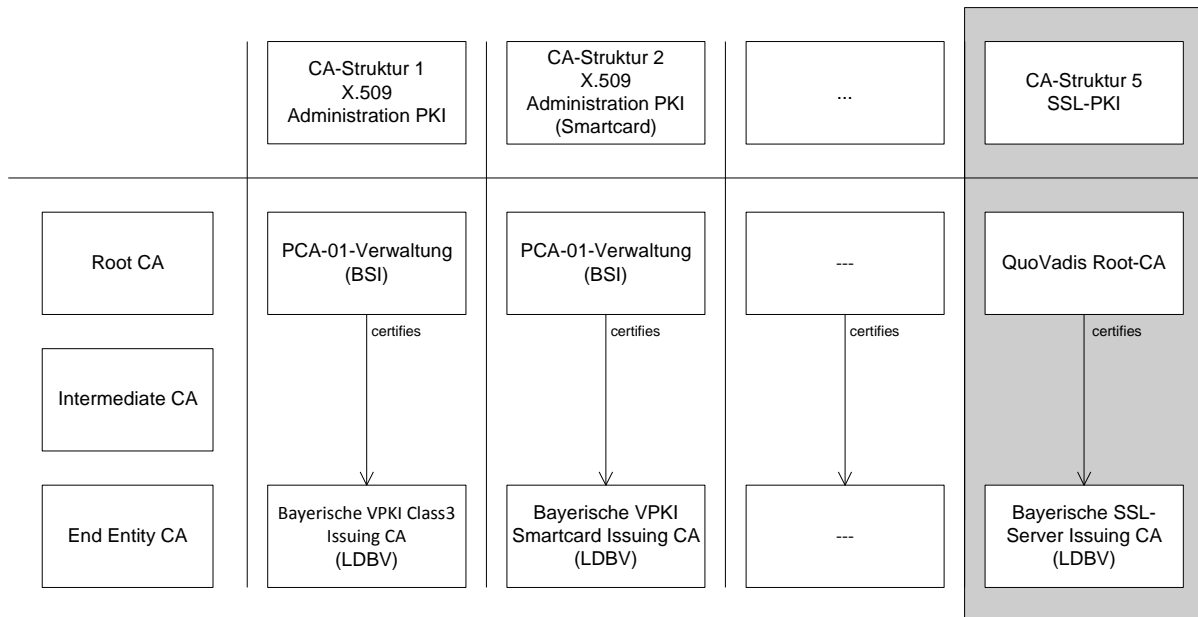 CA-Struktur 1
X.509
Administration PKI
CA-Struktur 2
X.509
Administration PKI
(Smartcard)
...
CA-Struktur 5
SSL-PKI
Root CA
PCA-01-Verwaltung
(BSI)
PCA-01-Verwaltung
(BSI)
---
QuoVadis Root-CA
certifies
certifies
certifies
certifies
Intermediate CA
End Entity CA
Bayerische VPKI Class3
Issuing CA
(LDBV)
Bayerische VPKI
Smartcard Issuing CA
(LDBV)
---
Bayerische SSL-
Server Issuing CA
(LDBV)